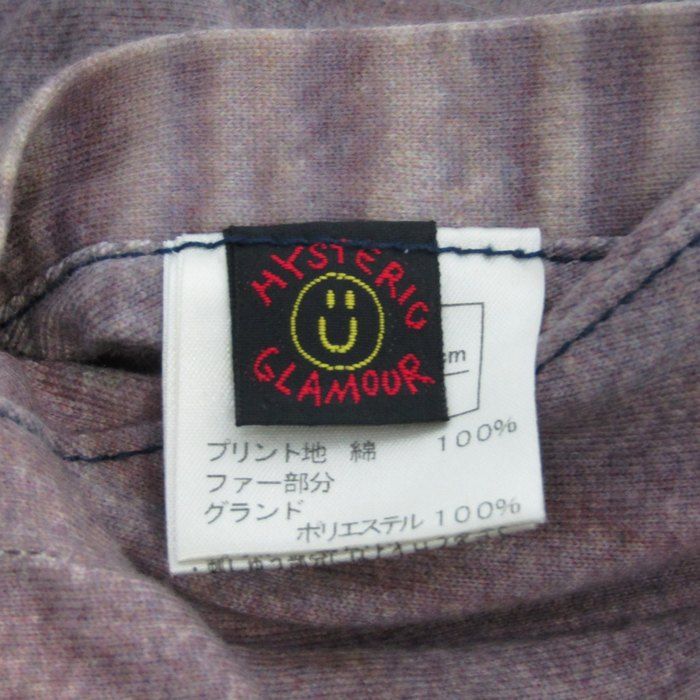 HYSTERIC
GLAMOUR
cm
プリント地 綿 100%
ファー部分
グランド
ポリエステル 100%